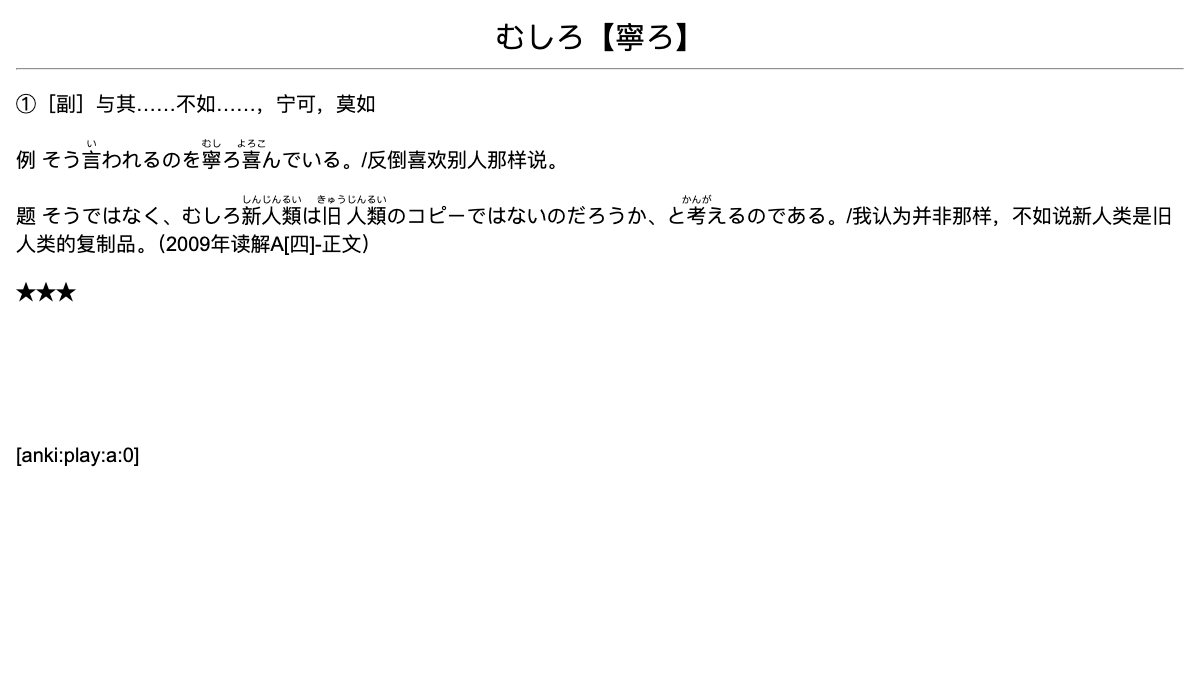 むしろ【寧ろ】
①［副］与其……不如……，宁可，莫如
い むし よろこ
例 そう言われるのを寧ろ喜んでいる。/反倒喜欢别人那样说。
しんじんるい きゅうじんるい かんが
题 そうではなく、むしろ新人類は旧人類のコピーではないのだろうか、と考えるのである。/我认为并非那样，不如说新人类是旧
人类的复制品。（2009年读解A[四]-正文）
★★★
[anki:play:a:0]